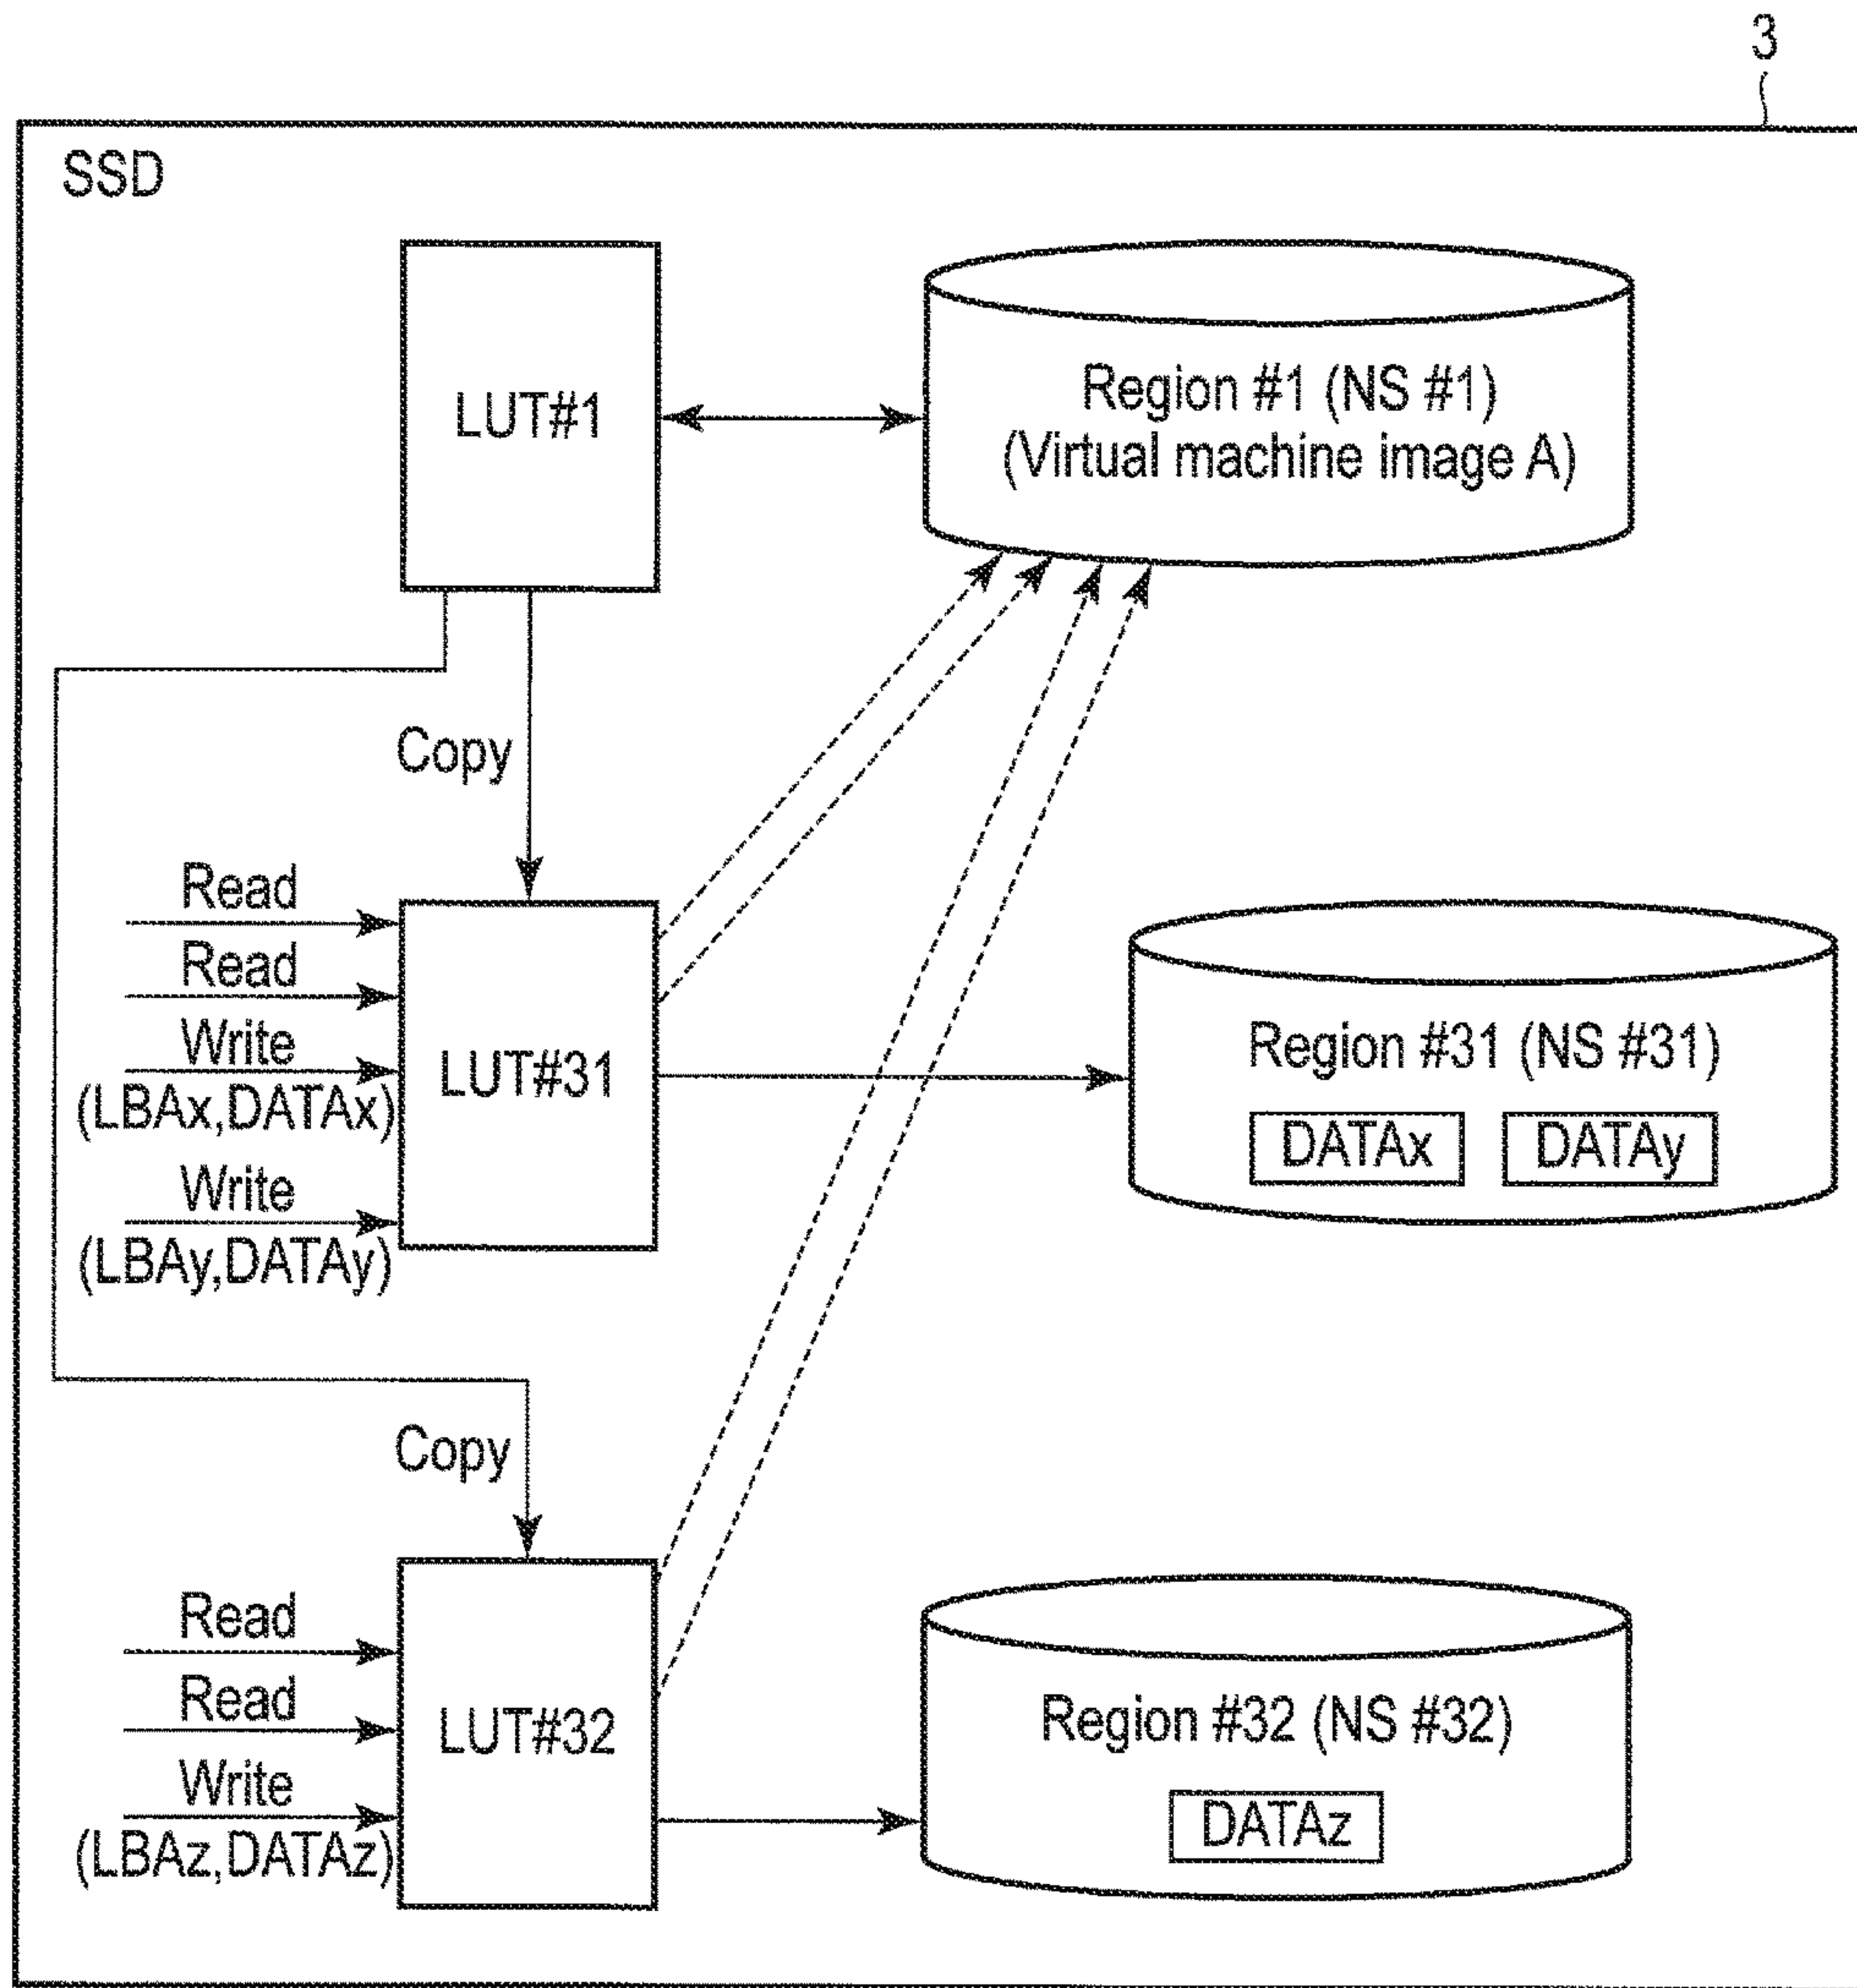 3
SSD
LUT#1
Region #1 (NS #1)
(Virtual machine image A)
Copy
Read
Read
Write
(LBAx,DATAx)
Write
(LBAy,DATAy)
LUT#31
Region #31 (NS #31)
DATAx
DATAy
Copy
Read
Read
Write
(LBAz,DATAz)
LUT#32
Region #32 (NS #32)
DATAz